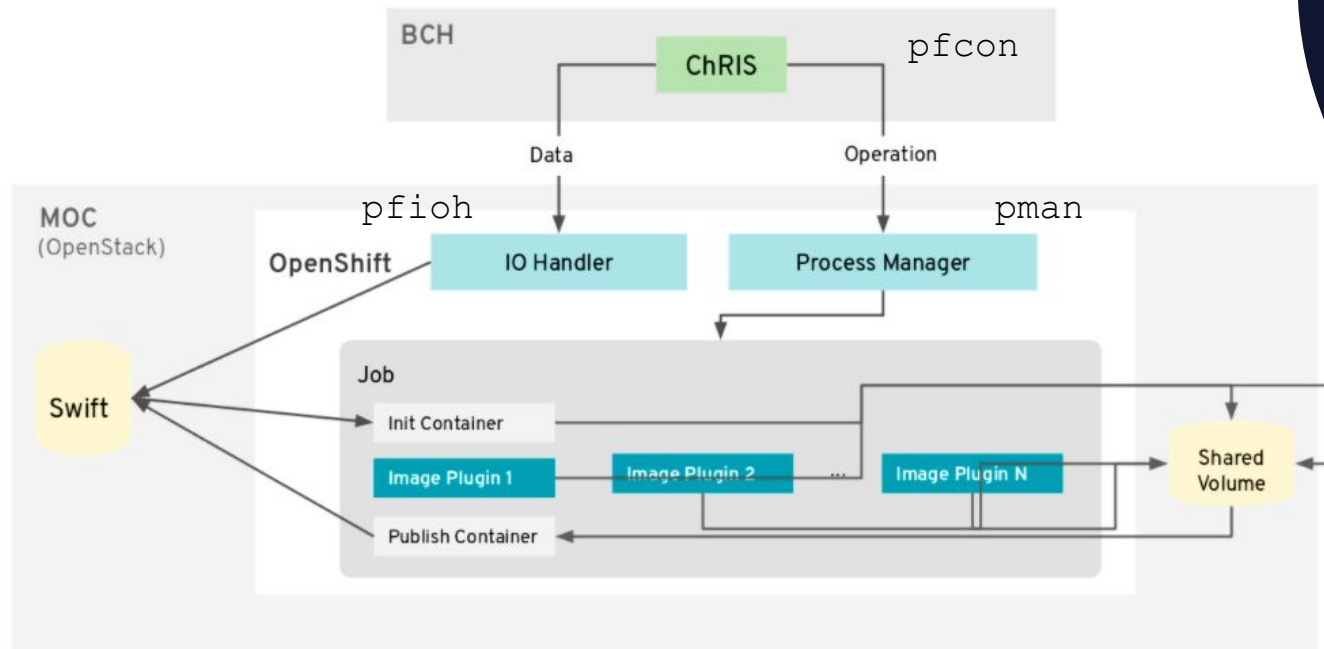 BCH
pfcon
ChRIS
Data
Operation
MOC
(OpenStack)
pfioh
pman
OpenShift
IO Handler
Process Manager
Job
Swift
Init Container
Image Plugin 1
Image Plugin 2
...
Image Plugin N
Shared
Volume
Publish Container